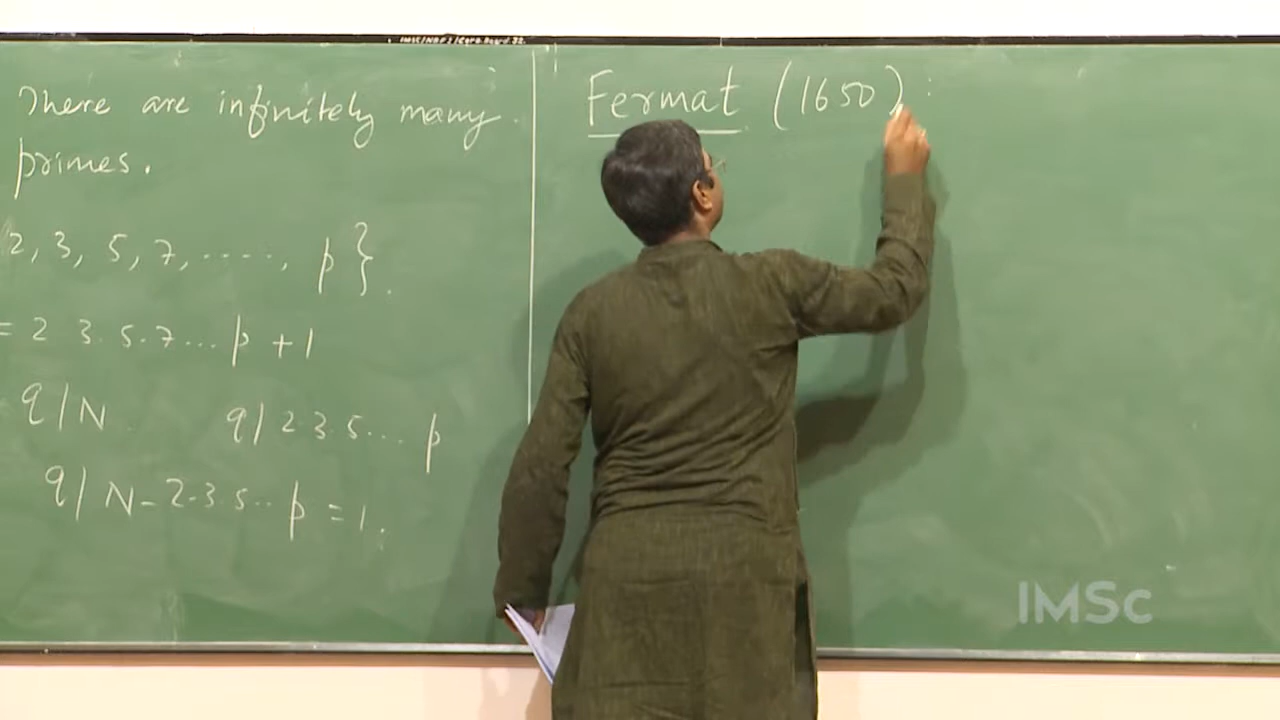 There are infinitely many
primes.
2, 3, 5, 7, ....., p}.
= 2 3.5.7... p + 1
q|N q|2 3.5... p
q|N-2.3.5.. p = 1.
Fermat (1650) :
IMSc